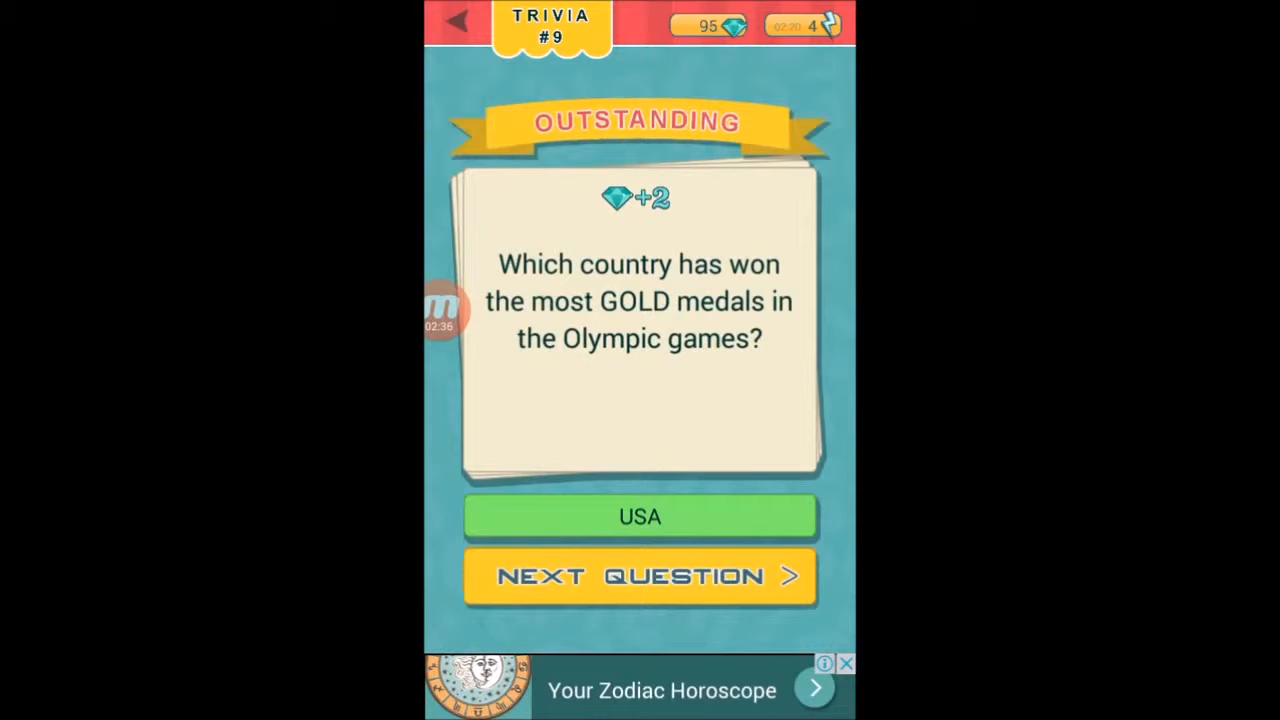 TRIVIA
#9
95
02:20 4
OUTSTANDING
+2
Which country has won
the most GOLD medals in
the Olympic games?
02:36
USA
NEXT QUESTION >
Your Zodiac Horoscope